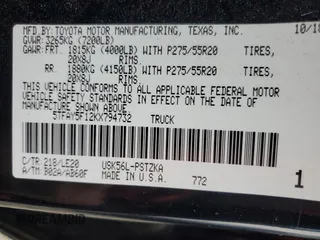 MFD. BY TOYOTA MOTOR MANUFACTURING, TEXAS, INC. 10/18
GVWR: 3265KG (7200LB)
GAWR: FRT 1815KG (4000LB) WITH P275/55R20 TIRES,
20X8J RIMS.
RR 1880KG (4150LB) WITH P275/55R20 TIRES,
20X8J RIMS.
THIS VEHICLE CONFORMS TO ALL APPLICABLE FEDERAL MOTOR
VEHICLE SAFETY STANDARDS IN EFFECT ON THE DATE OF
MANUFACTURE SHOWN ABOVE.
5TFAY5F12KX794732 TRUCK
C/TR: 218/LE20 USK56L-PSTZKA
A/TM: B02A/AB60F MADE IN U.S.A. 772 1